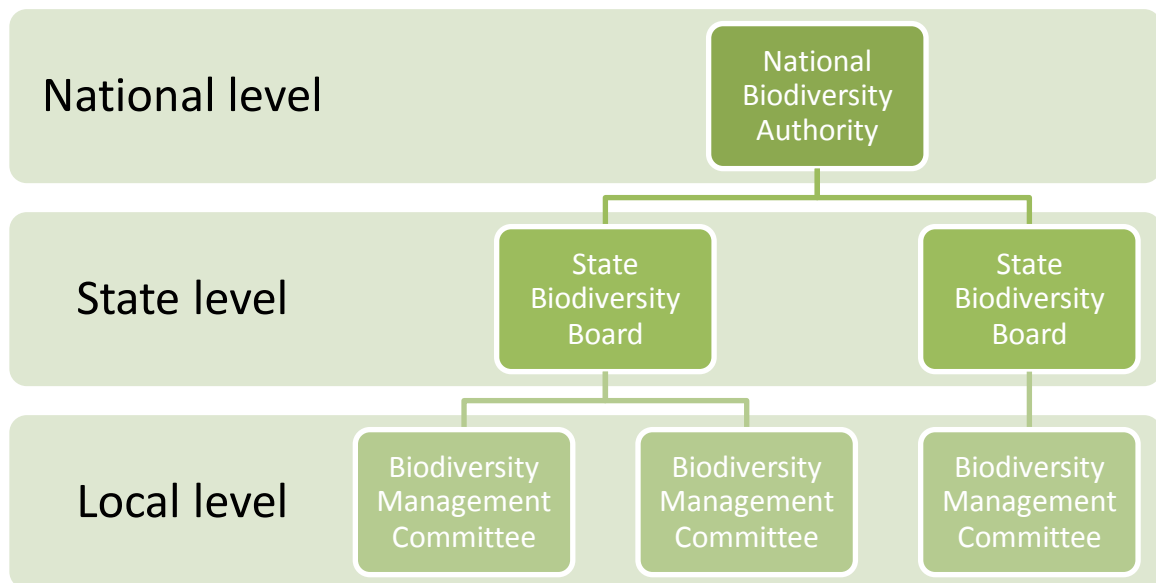 National level
National
Biodiversity
Authority
State level
State
Biodiversity
Board
State
Biodiversity
Board
Local level
Biodiversity
Management
Committee
Biodiversity
Management
Committee
Biodiversity
Management
Committee